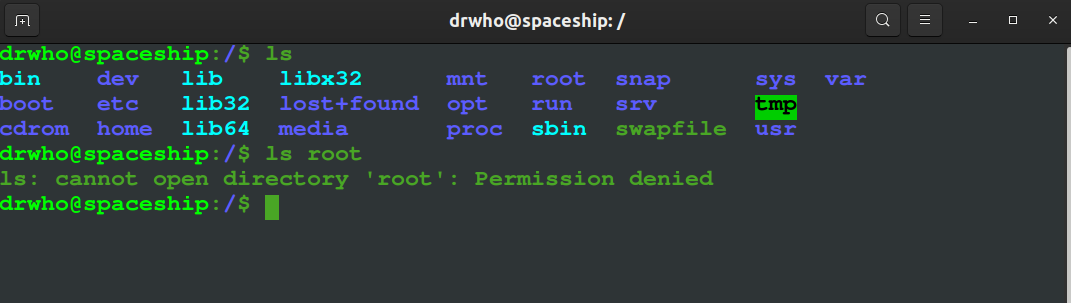 drwho@spaceship: /
drwho@spaceship:/$ ls
bin dev lib libx32 mnt root snap sys var
boot etc lib32 lost+found opt run srv tmp
cdrom home lib64 media proc sbin swapfile usr
drwho@spaceship:/$ ls root
ls: cannot open directory 'root': Permission denied
drwho@spaceship:/$